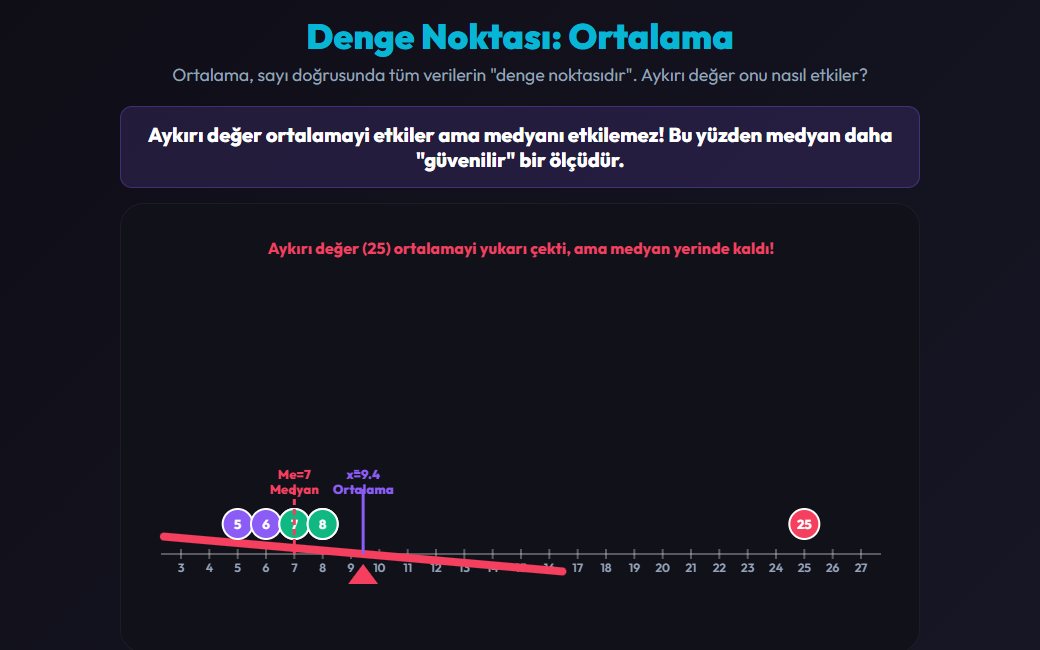 Denge Noktası: Ortalama
Ortalama, sayı doğrusunda tüm verilerin "denge noktasıdır". Aykırı değer onu nasıl etkiler?
Aykırı değer ortalamayi etkiler ama medyanı etkilemez! Bu yüzden medyan daha
"güvenilir" bir ölçüdür.
Aykırı değer (25) ortalamayi yukarı çekti, ama medyan yerinde kaldı!
Me=7 x̄=9.4
Medyan Ortalama
5 6 7 8 25
3 4 5 6 7 8 9 10 11 12 13 14 15 16 17 18 19 20 21 22 23 24 25 26 27